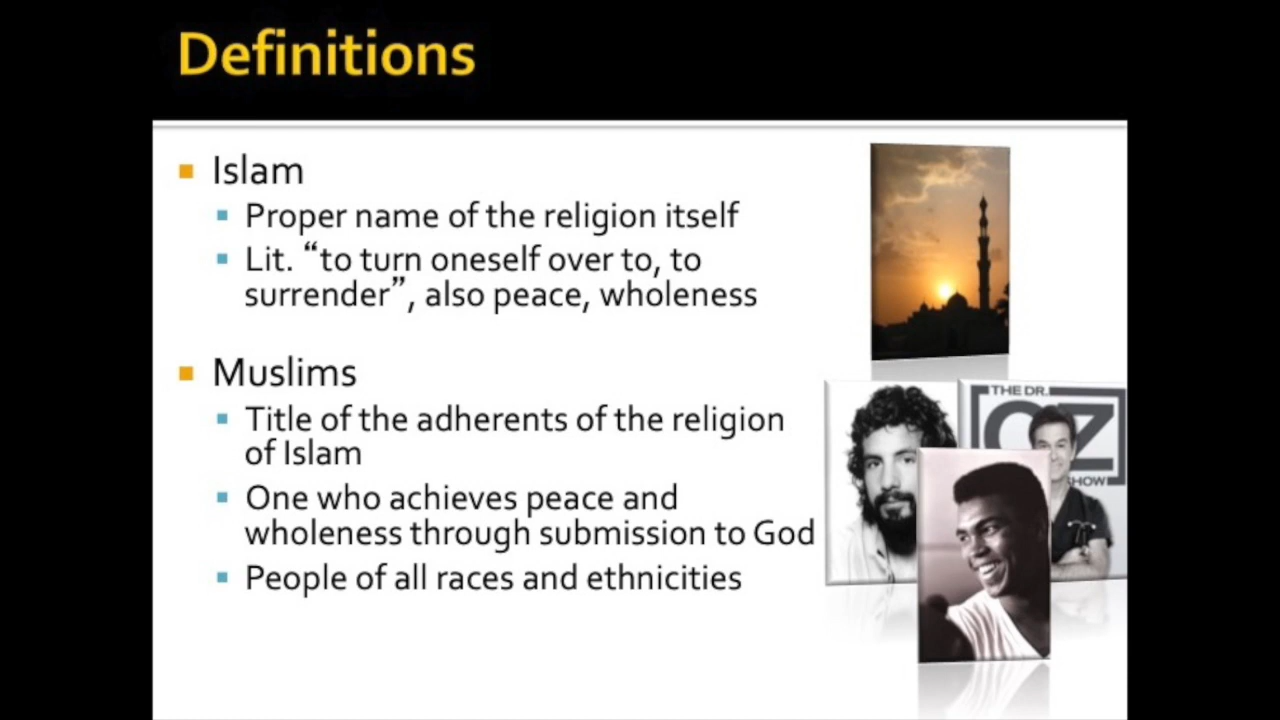 Definitions
Islam
Proper name of the religion itself
Lit. “to turn oneself over to, to
surrender”, also peace, wholeness
Muslims
Title of the adherents of the religion
of Islam
One who achieves peace and
wholeness through submission to God
People of all races and ethnicities
THE DR.
OZ
SHOW